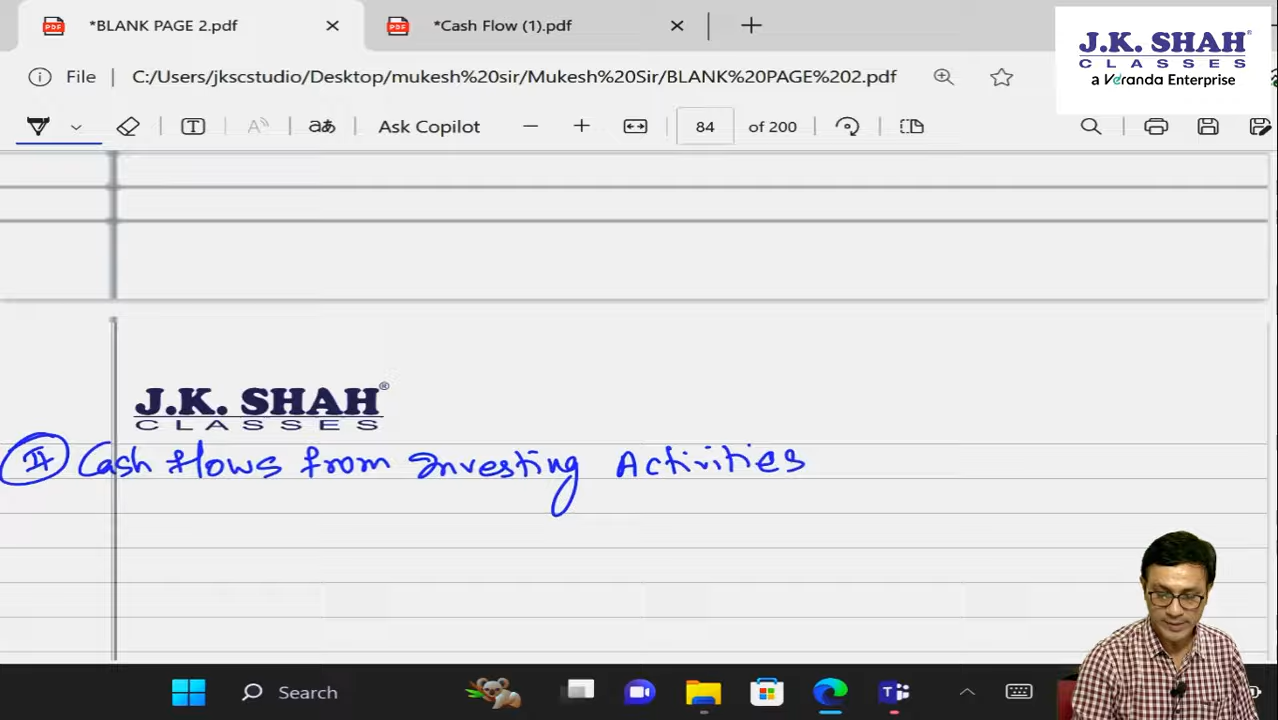 *BLANK PAGE 2.pdf
*Cash Flow (1).pdf
J.K. SHAH®
CLASSES
a Veranda Enterprise
File
C:/Users/jkscstudio/Desktop/mukesh%20sir/Mukesh%20Sir/BLANK%20PAGE%202.pdf
Ask Copilot
84 of 200
J.K. SHAH®
CLASSES
II Cash flows from Investing Activities
Search